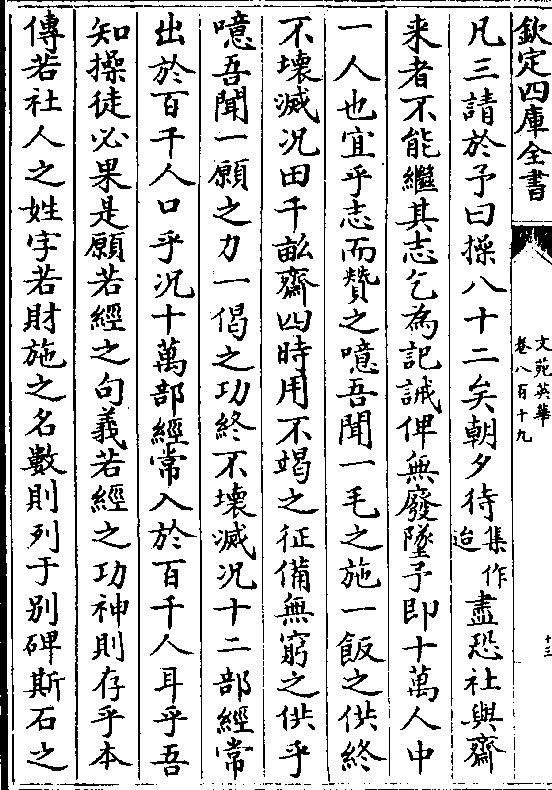 欽定四庫全書
文苑英華
卷八百十九
十三
凡三請於予曰操八十二矣朝夕待集作迨盡恐社與齋
来者不能繼其志乞為記誡俾無廢墜予即十萬人中
一人也宜乎志而贊之噫吾聞一毛之施一飯之供終
不壊滅况田千畝齋四時用不竭之征備無窮之供乎
噫吾聞一願之力一偈之功終不壊滅况十二部經常
出於百千人口乎况十萬部經常入於百千人耳乎吾
知操徒必果是願若經之句義若經之功神則存乎本
傳若社人之姓字若財施之名數則列于别碑斯石之